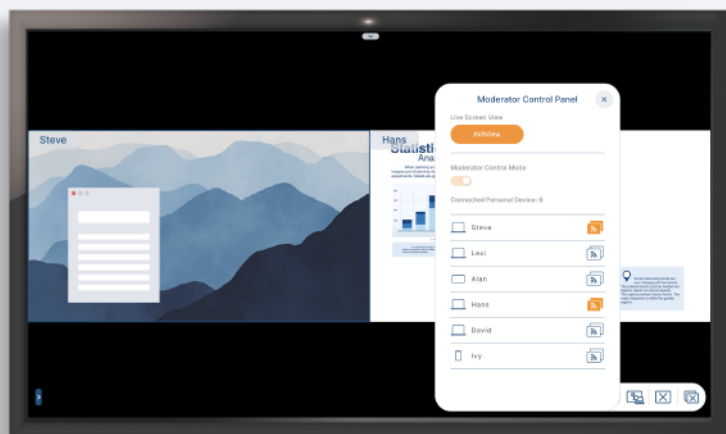 Steve
Hans
Statisti
Ana
Moderator Control Panel
Live Screen View
AVAView
Moderator Control Mode
Connected Personal Device: 6
Steve
Lexi
Alan
Hans
David
Ivy